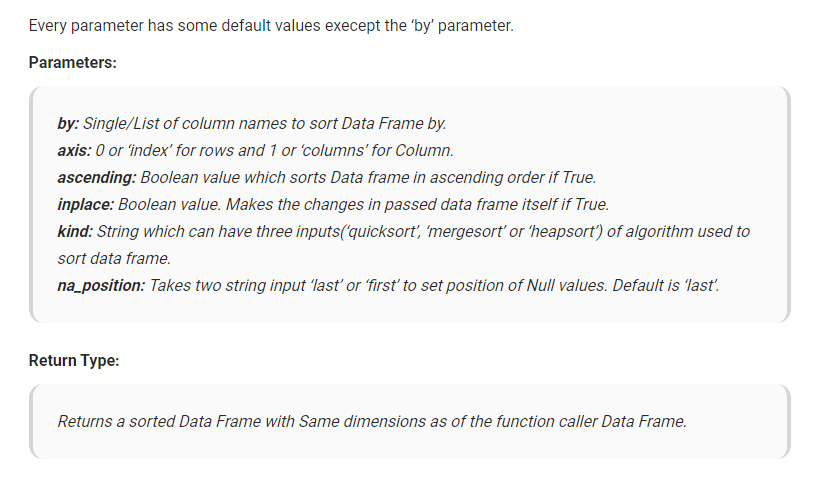 Every parameter has some default values execept the ‘by’ parameter.
Parameters:
by: Single/List of column names to sort Data Frame by.
axis: 0 or ‘index’ for rows and 1 or ‘columns’ for Column.
ascending: Boolean value which sorts Data frame in ascending order if True.
inplace: Boolean value. Makes the changes in passed data frame itself if True.
kind: String which can have three inputs(‘quicksort’, ‘mergesort’ or ‘heapsort’) of algorithm used to
sort data frame.
na_position: Takes two string input ‘last’ or ‘first’ to set position of Null values. Default is ‘last’.
Return Type:
Returns a sorted Data Frame with Same dimensions as of the function caller Data Frame.